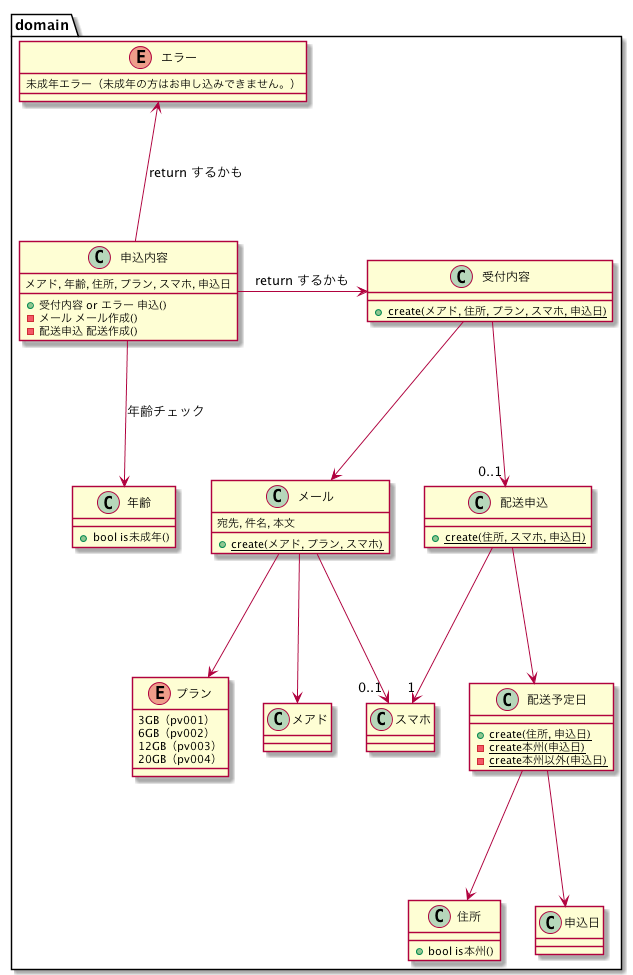 domain
E エラー
未成年エラー（未成年の方はお申し込みできません。）
return するかも
C 申込内容
メアド, 年齢, 住所, プラン, スマホ, 申込日
受付内容 or エラー 申込()
メール メール作成()
配送申込 配送作成()
return するかも
C 受付内容
create(メアド, 住所, プラン, スマホ, 申込日)
年齢チェック
0..1
C 年齢
bool is未成年()
C メール
宛先, 件名, 本文
create(メアド, プラン, スマホ)
C 配送申込
create(住所, スマホ, 申込日)
0..1
1
E プラン
3GB（pv001）
6GB（pv002）
12GB（pv003）
20GB（pv004）
C メアド
C スマホ
C 配送予定日
create(住所, 申込日)
create本州(申込日)
create本州以外(申込日)
C 住所
bool is本州()
C 申込日